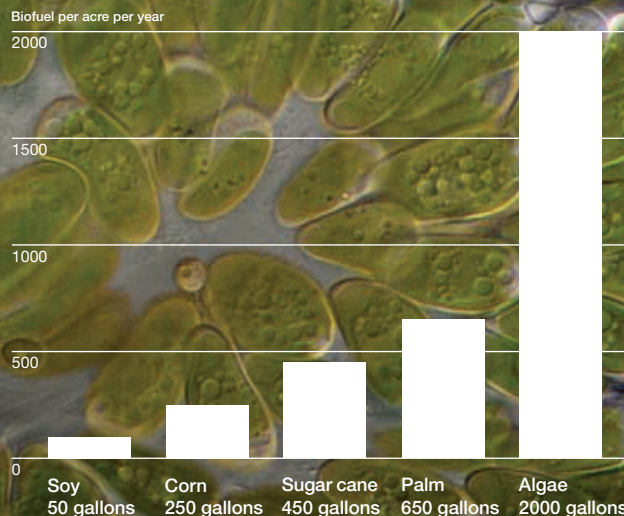 Biofuel per acre per year
2000
1500
1000
500
0
Soy
50 gallons
Corn
250 gallons
Sugar cane
450 gallons
Palm
650 gallons
Algae
2000 gallons